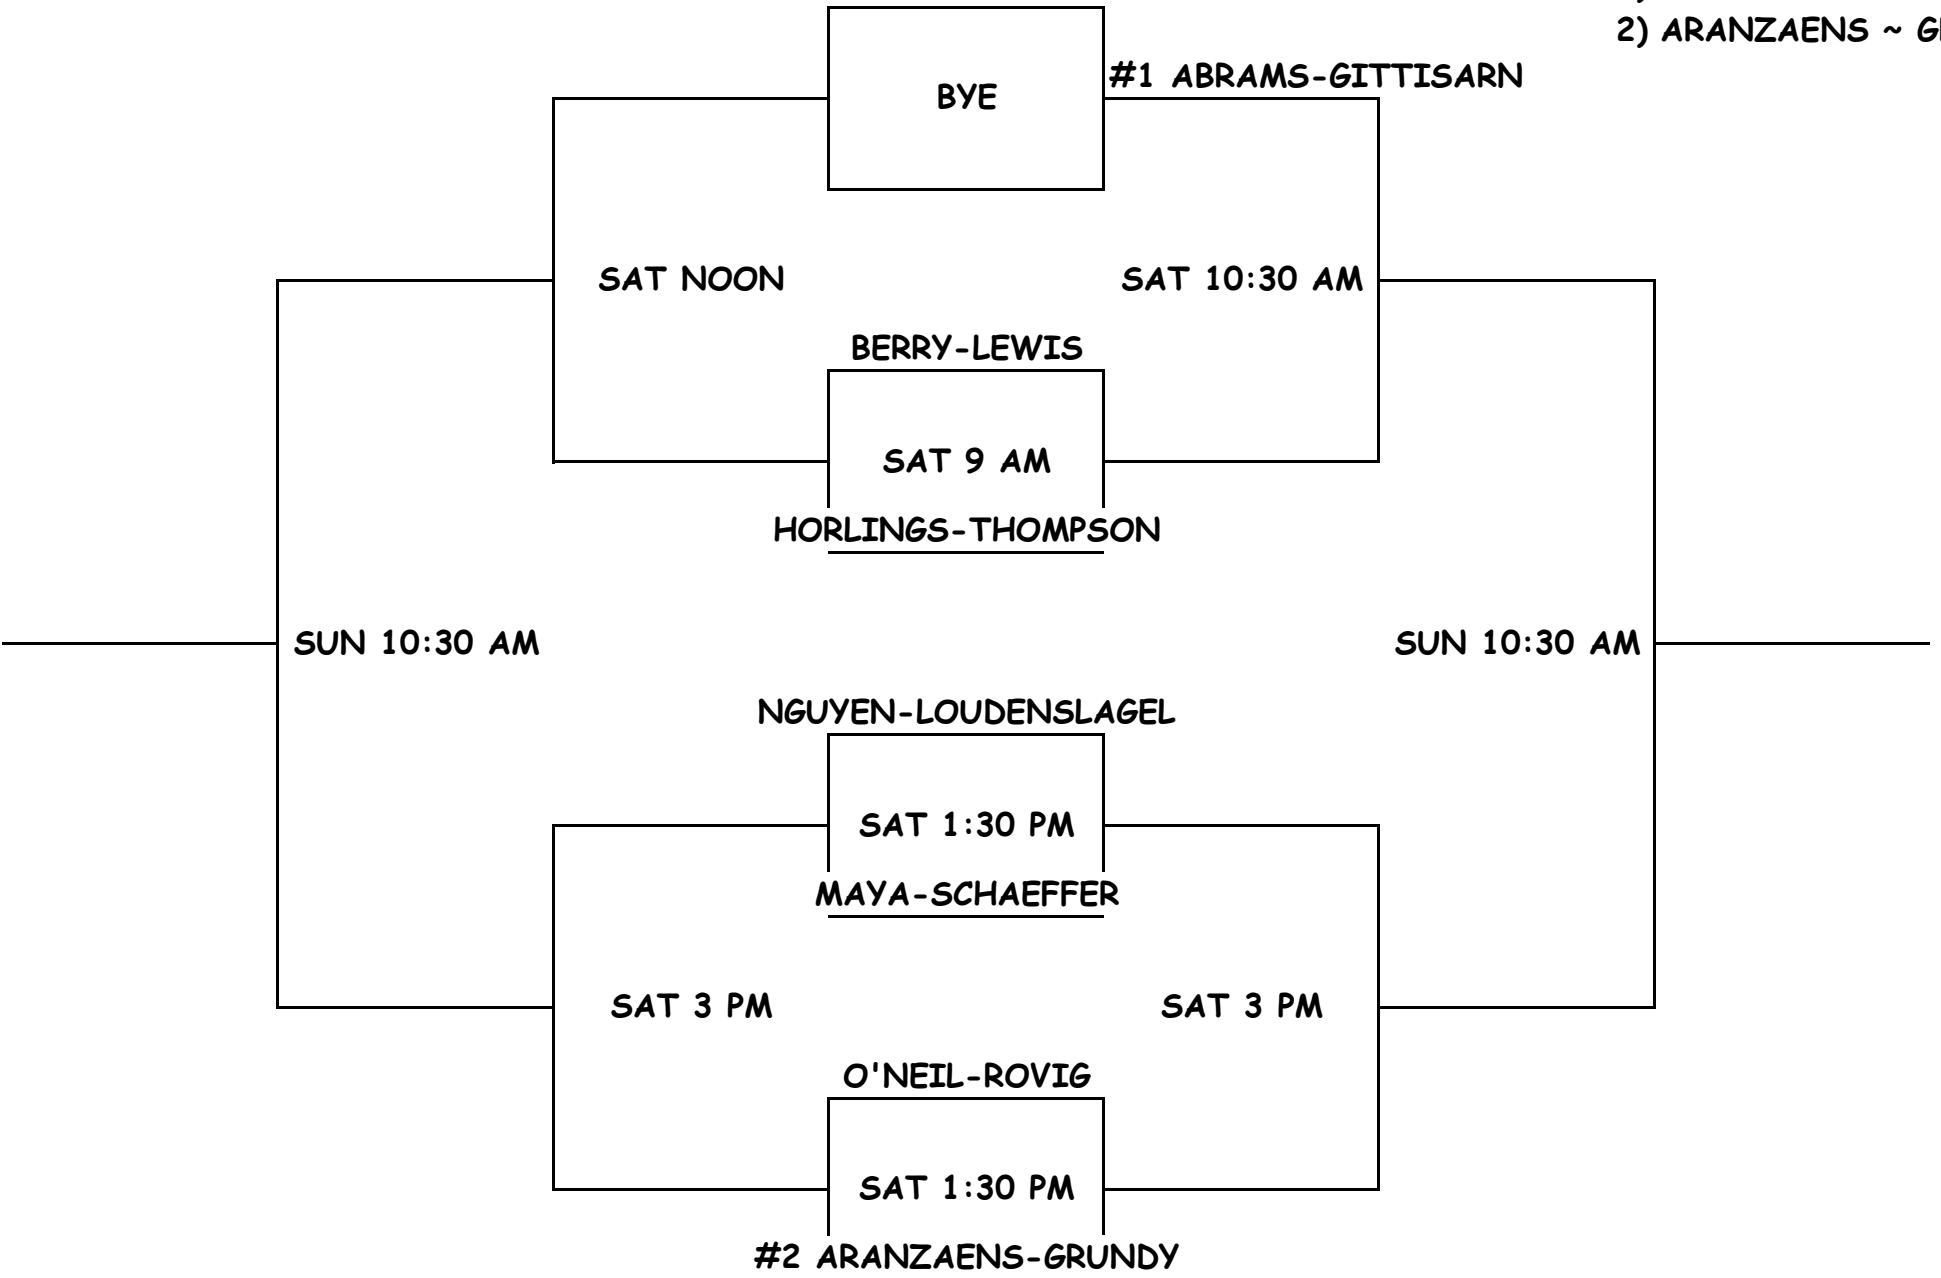 2) ARANZAENS ~
#1 ABRAMS-GITTISARN
BYE
SAT NOON
SAT 10:30 AM
BERRY-LEWIS
SAT 9 AM
HORLINGS-THOMPSON
SUN 10:30 AM
SUN 10:30 AM
NGUYEN-LOUDENSLAGEL
SAT 1:30 PM
MAYA-SCHAEFFER
SAT 3 PM
SAT 3 PM
O'NEIL-ROVIG
SAT 1:30 PM
#2 ARANZAENS-GRUNDY